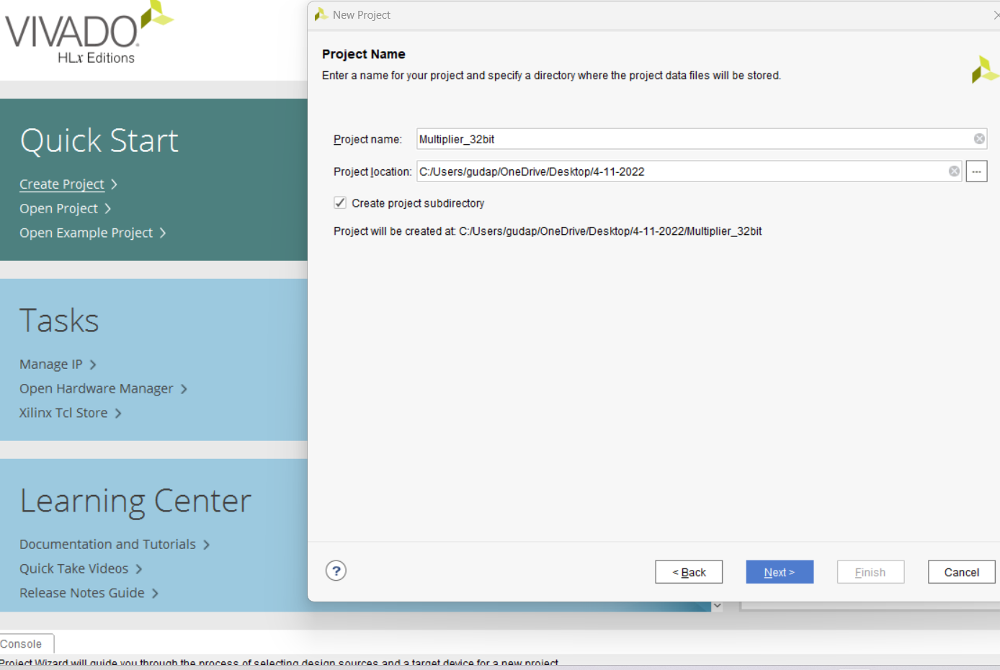 VIVADO
HLx Editions
Quick Start
Create Project
Open Project
Open Example Project
Tasks
Manage IP
Open Hardware Manager
Xilinx Tcl Store
Learning Center
Documentation and Tutorials
Quick Take Videos
Release Notes Guide
New Project
Project Name
Enter a name for your project and specify a directory where the project data files will be stored.
Project name: Multiplier_32bit
Project location: C:/Users/gudap/OneDrive/Desktop/4-11-2022 ...
Create project subdirectory
Project will be created at: C:/Users/gudap/OneDrive/Desktop/4-11-2022/Multiplier_32bit
? < Back Next > Finish Cancel
Console
Project Wizard will guide you through the process of selecting design sources and a target device for a new project.